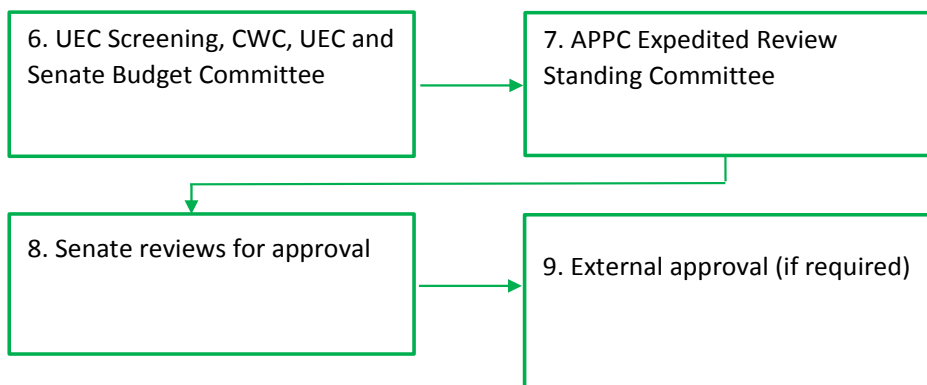 6. UEC Screening, CWC, UEC and
Senate Budget Committee
7. APPC Expedited Review
Standing Committee
8. Senate reviews for approval
9. External approval (if required)